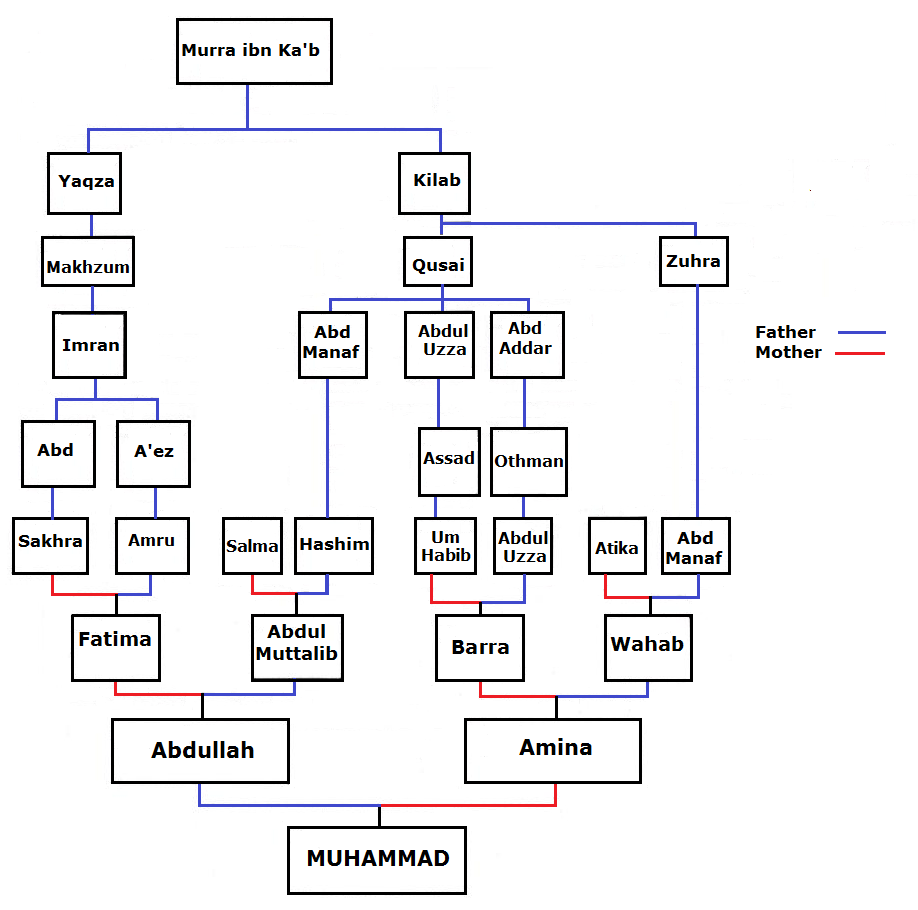 Murra ibn Ka'b
Yaqza
Kilab
Makhzum
Qusai
Zuhra
Imran
Abd
Manaf
Abdul
Uzza
Abd
Addar
Father
Mother
Abd
A'ez
Assad
Othman
Sakhra
Amru
Salma
Hashim
Um
Habib
Abdul
Uzza
Atika
Abd
Manaf
Fatima
Abdul
Muttalib
Barra
Wahab
Abdullah
Amina
MUHAMMAD